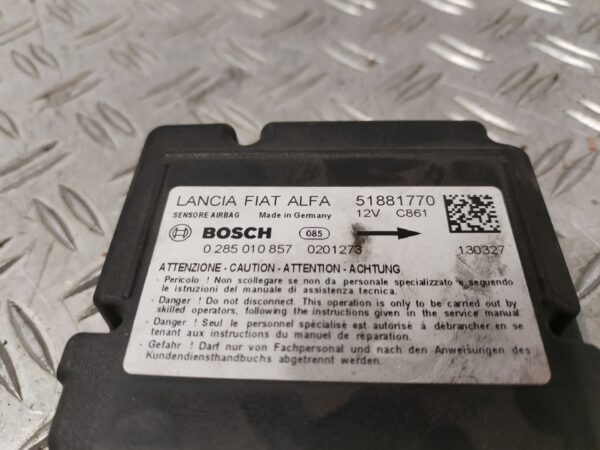 LANCIA FIAT ALFA 51881770
SENSORE AIRBAG Made in Germany 12V C861
BOSCH 085
0 285 010 857 0201273 130327
ATTENZIONE - CAUTION - ATTENTION - ACHTUNG
- Pericolo ! Non scollegare se non da personale specializzato e seguendo
le istruzioni del manuale di assistenza tecnica.
- Danger ! Do not disconnect. This operation is only to be carried out by
skilled operators, following the instructions given in the service manual.
- Danger ! Seul le personnel spécialisé est autorisé à débrancher en se
tenant aux instructions du manuel de réparation.
- Gefahr ! Darf nur von Fachpersonal und nach den Anweisungen des
Kundendiensthandbuchs abgetrennt werden.